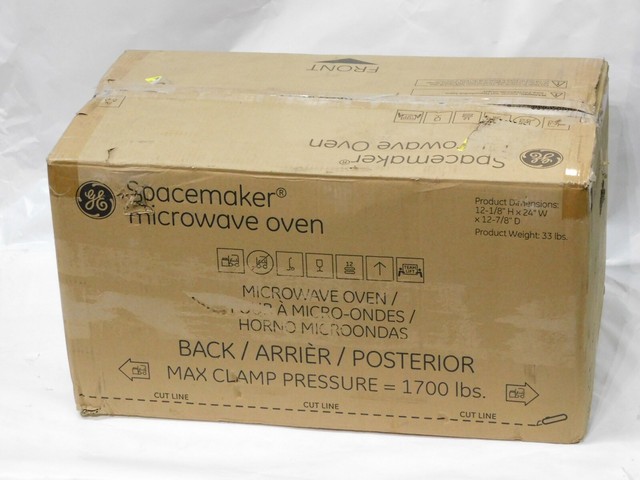 FRONT
Spacemaker®
rowave Oven
GE
Spacemaker®
microwave oven
Product Dimensions:
12-1/8" H x 24" W
x 12-7/8" D
Product Weight: 33 lbs.
MICROWAVE OVEN /
À MICRO-ONDES /
HORNO MICROONDAS
BACK / ARRIÈR / POSTERIOR
MAX CLAMP PRESSURE = 1700 lbs.
CUT LINE
CUT LINE
CUT LINE